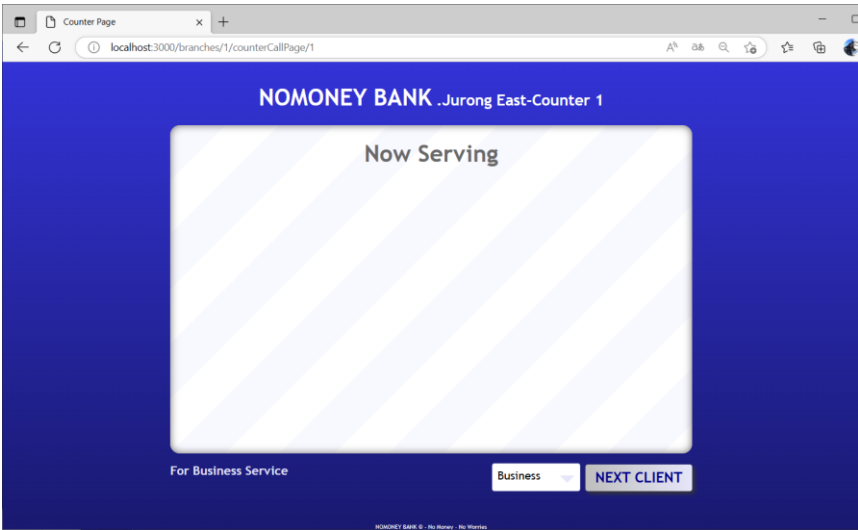 Counter Page
localhost:3000/branches/1/counterCallPage/1
NOMONEY BANK .Jurong East-Counter 1
Now Serving
For Business Service
Business
NEXT CLIENT
NOMONEY BANK © - No Money - No Worries